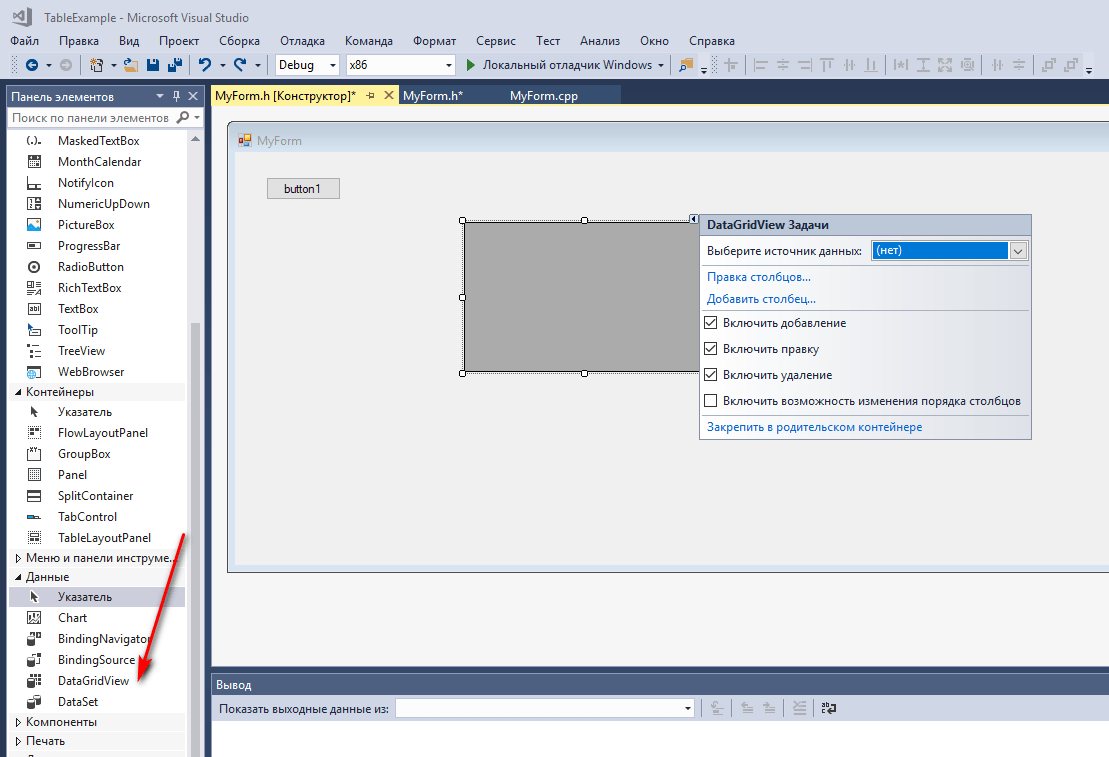 TableExample - Microsoft Visual Studio
Файл Правка Вид Проект Сборка Отладка Команда Формат Сервис Тест Анализ Окно Справка
Debug x86 Локальный отладчик Windows
Панель элементов
MyForm.h [Конструктор]* MyForm.h* MyForm.cpp
Поиск по панели элементов
MaskedTextBox
MonthCalendar
NotifyIcon
NumericUpDown
PictureBox
ProgressBar
RadioButton
RichTextBox
TextBox
ToolTip
TreeView
WebBrowser
Контейнеры
Указатель
FlowLayoutPanel
GroupBox
Panel
SplitContainer
TabControl
TableLayoutPanel
Меню и панели инструме...
Данные
Указатель
Chart
BindingNavigator
BindingSource
DataGridView
DataSet
Компоненты
Печать
MyForm
button1
DataGridView Задачи
Выберите источник данных: (нет)
Правка столбцов...
Добавить столбец...
Включить добавление
Включить правку
Включить удаление
Включить возможность изменения порядка столбцов
Закрепить в родительском контейнере
Вывод
Показать выходные данные из: